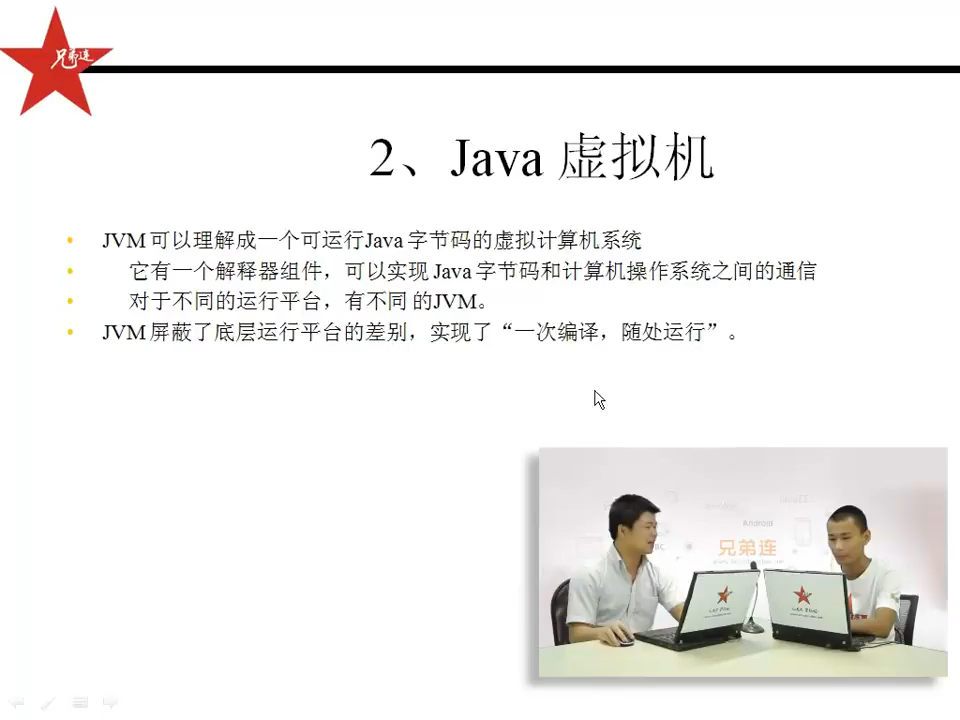 兄弟连
2、Java 虚拟机
JVM 可以理解成一个可运行Java 字节码的虚拟计算机系统
它有一个解释器组件，可以实现 Java 字节码和计算机操作系统之间的通信
对于不同的运行平台，有不同 的JVM。
JVM 屏蔽了底层运行平台的差别，实现了“一次编译，随处运行”。
Android
兄弟连